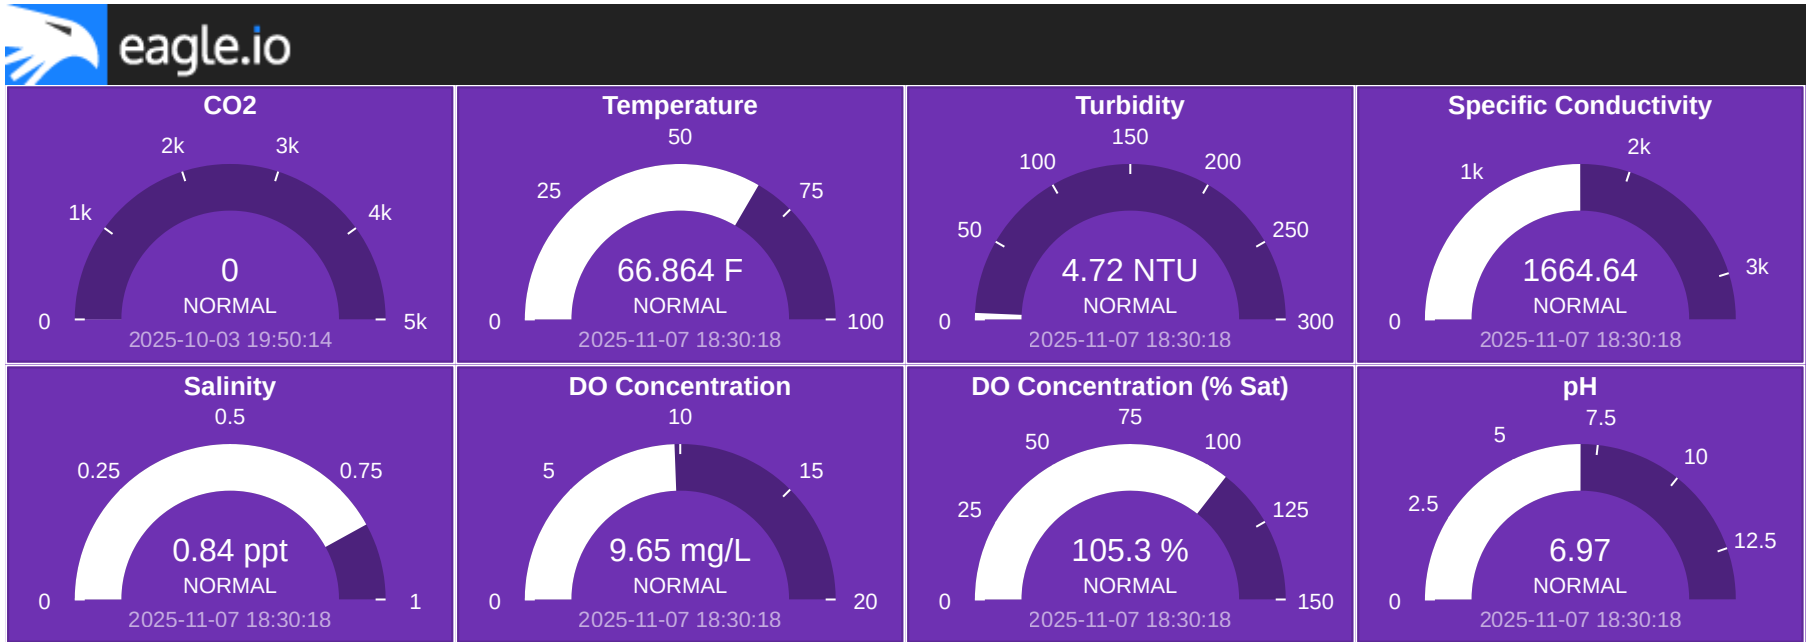 eagle.io
CO2
2k
3k
1k
4k
0
5k
0
NORMAL
2025-10-03 19:50:14
Temperature
50
25
75
0
100
66.864 F
NORMAL
2025-11-07 18:30:18
Turbidity
150
100
200
50
250
0
300
4.72 NTU
NORMAL
2025-11-07 18:30:18
Specific Conductivity
2k
1k
3k
0
1664.64
NORMAL
2025-11-07 18:30:18
Salinity
0.5
0.25
0.75
0
1
0.84 ppt
NORMAL
2025-11-07 18:30:18
DO Concentration
10
5
15
0
20
9.65 mg/L
NORMAL
2025-11-07 18:30:18
DO Concentration (% Sat)
75
50
100
25
125
0
150
105.3 %
NORMAL
2025-11-07 18:30:18
pH
7.5
5
10
2.5
12.5
0
6.97
NORMAL
2025-11-07 18:30:18